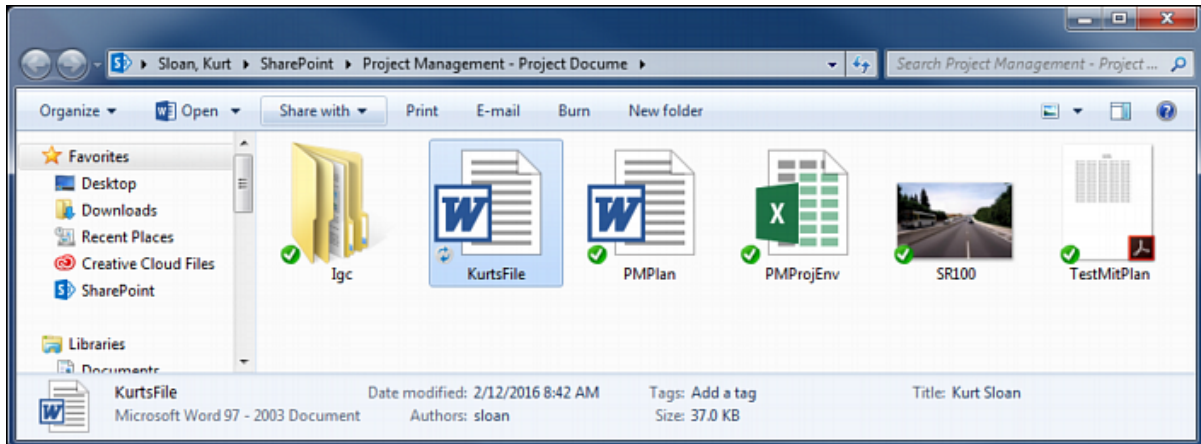 Sloan, Kurt SharePoint Project Management - Project Docume
Search Project Management - Project ...
Organize Open Share with Print E-mail Burn New folder
Favorites
Desktop
Downloads
Recent Places
Creative Cloud Files
SharePoint
Libraries
Documents
Igc
KurtsFile
PMPlan
PMProjEnv
SR100
TestMitPlan
KurtsFile Date modified: 2/12/2016 8:42 AM Tags: Add a tag Title: Kurt Sloan
Microsoft Word 97 - 2003 Document Authors: sloan Size: 37.0 KB